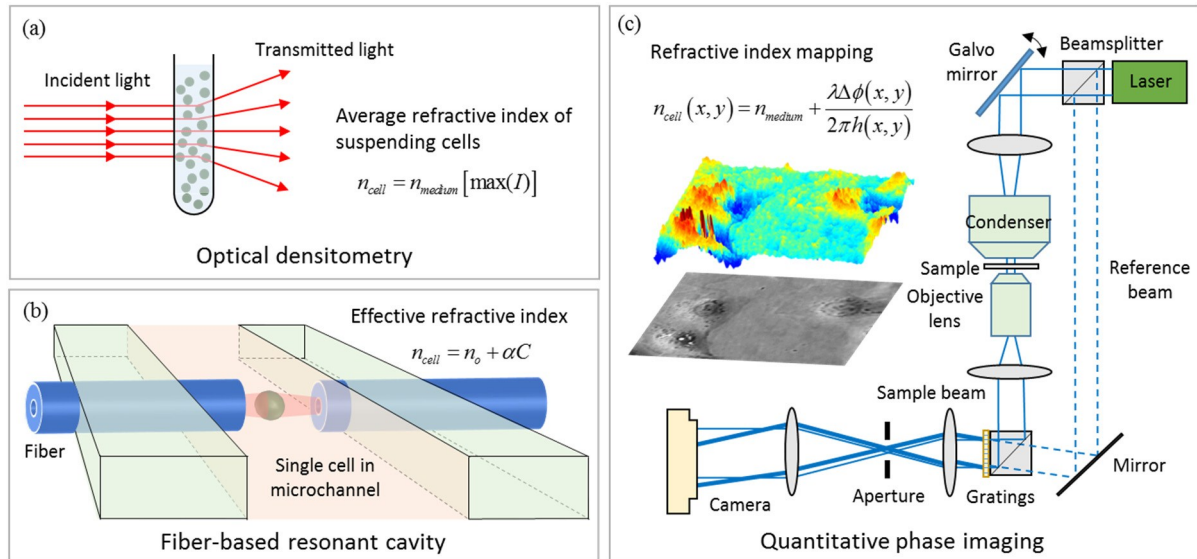 (a)
Incident light
Transmitted light
Average refractive index of
suspending cells
n_cell = n_medium [max(I)]
Optical densitometry
(b)
Effective refractive index
n_cell = n_o + αC
Fiber
Single cell in
microchannel
Fiber-based resonant cavity
(c)
Refractive index mapping
n_cell(x, y) = n_medium + λΔϕ(x, y) / 2πh(x, y)
Galvo
mirror
Beamsplitter
Laser
Condenser
Sample
Objective
lens
Reference
beam
Sample beam
Camera
Aperture
Gratings
Mirror
Quantitative phase imaging